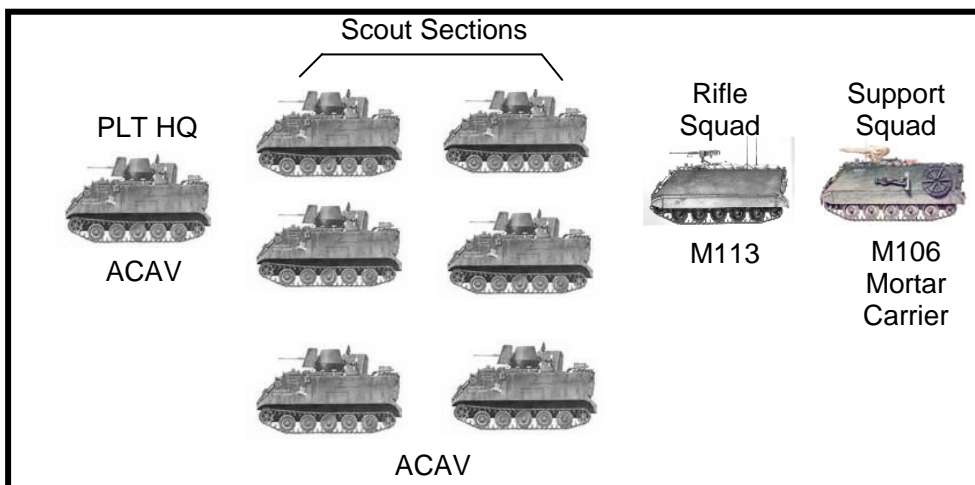 Scout Sections
PLT HQ
ACAV
ACAV
Rifle
Squad
M113
Support
Squad
M106
Mortar
Carrier